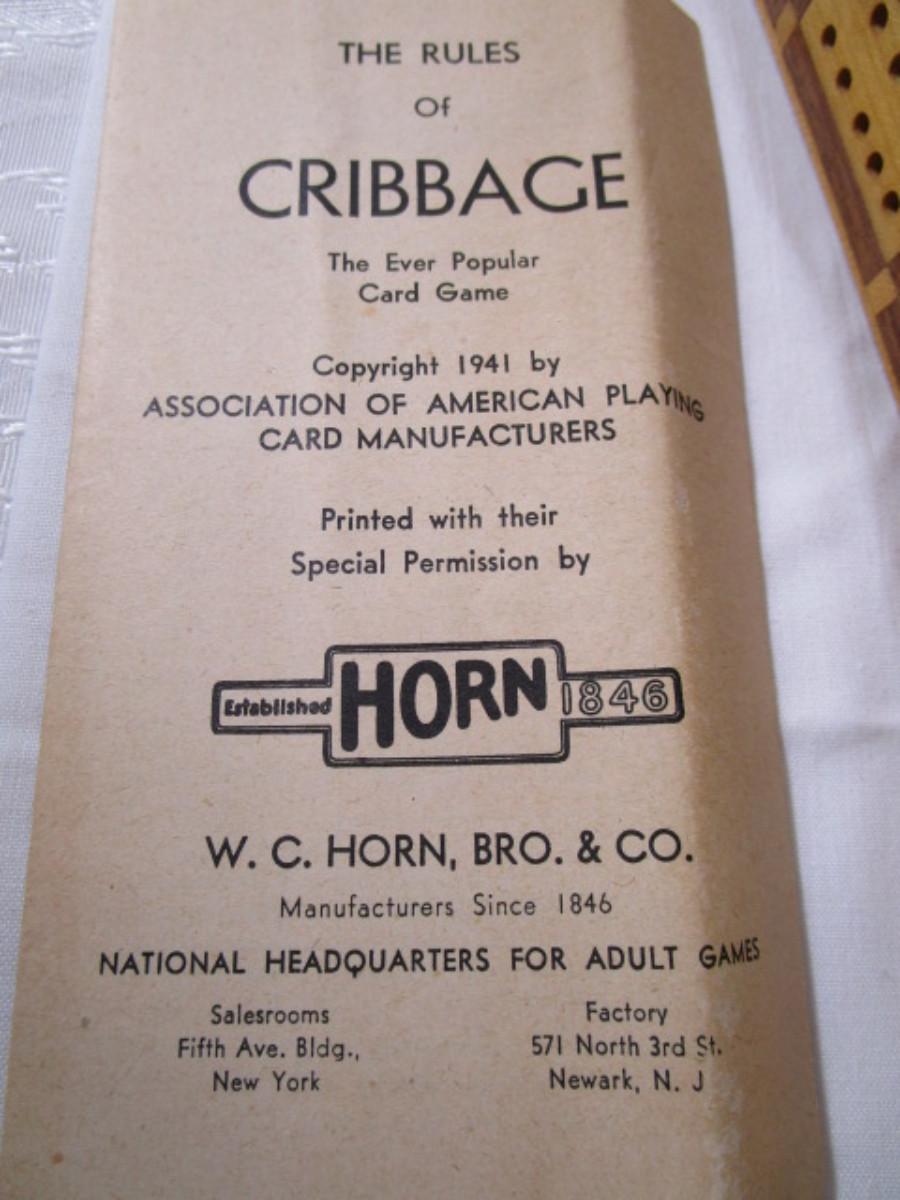 THE RULES
Of
CRIBBAGE
The Ever Popular
Card Game
Copyright 1941 by
ASSOCIATION OF AMERICAN PLAYING
CARD MANUFACTURERS
Printed with their
Special Permission by
Established HORN 1846
W. C. HORN, BRO. & CO.
Manufacturers Since 1846
NATIONAL HEADQUARTERS FOR ADULT GAMES
Salesrooms
Fifth Ave. Bldg.,
New York
Factory
571 North 3rd St.
Newark, N. J